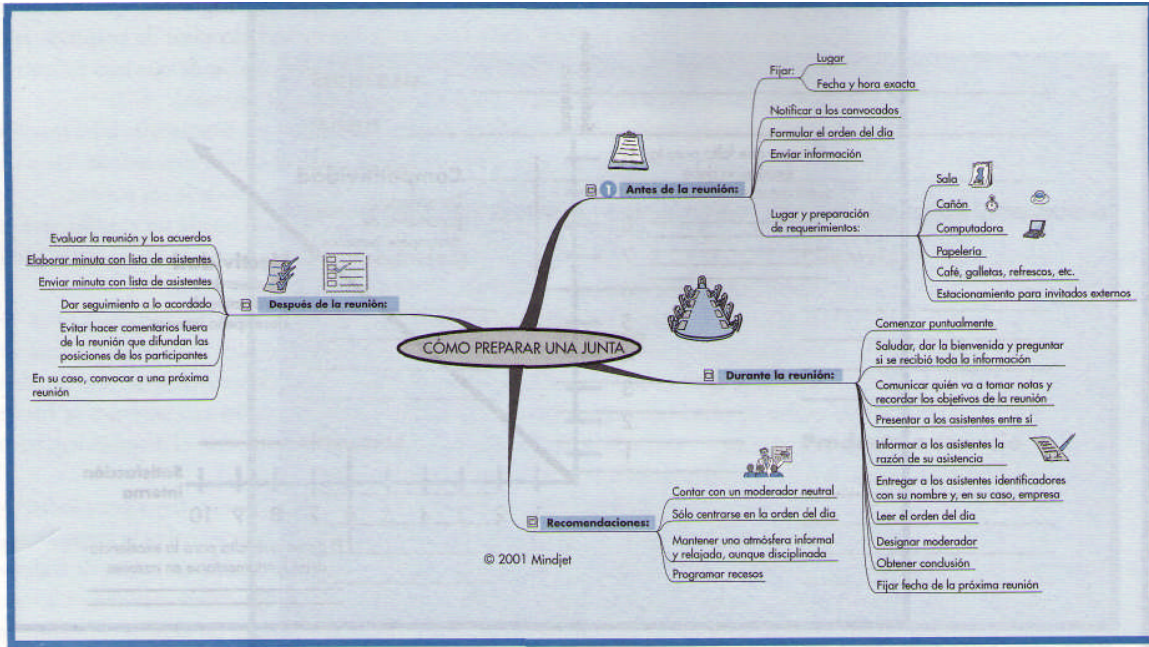 CÓMO PREPARAR UNA JUNTA
1 Antes de la reunión:
Fijar:
Lugar
Fecha y hora exacta
Notificar a los convocados
Formular el orden del día
Enviar información
Lugar y preparación
de requerimientos:
Sala
Cañón
Computadora
Papelería
Café, galletas, refrescos, etc.
Estacionamiento para invitados externos
Durante la reunión:
Comenzar puntualmente
Saludar, dar la bienvenida y preguntar
si se recibió toda la información
Comunicar quién va a tomar notas y
recordar los objetivos de la reunión
Presentar a los asistentes entre sí
Informar a los asistentes la
razón de su asistencia
Entregar a los asistentes identificadores
con su nombre y, en su caso, empresa
Leer el orden del día
Designar moderador
Obtener conclusión
Fijar fecha de la próxima reunión
Recomendaciones:
Contar con un moderador neutral
Sólo centrarse en la orden del día
Mantener una atmósfera informal
y relajada, aunque disciplinada
Programar recesos
Después de la reunión:
Evaluar la reunión y los acuerdos
Elaborar minuta con lista de asistentes
Enviar minuta con lista de asistentes
Dar seguimiento a lo acordado
Evitar hacer comentarios fuera
de la reunión que difundan las
posiciones de los participantes
En su caso, convocar a una próxima
reunión
© 2001 Mindjet